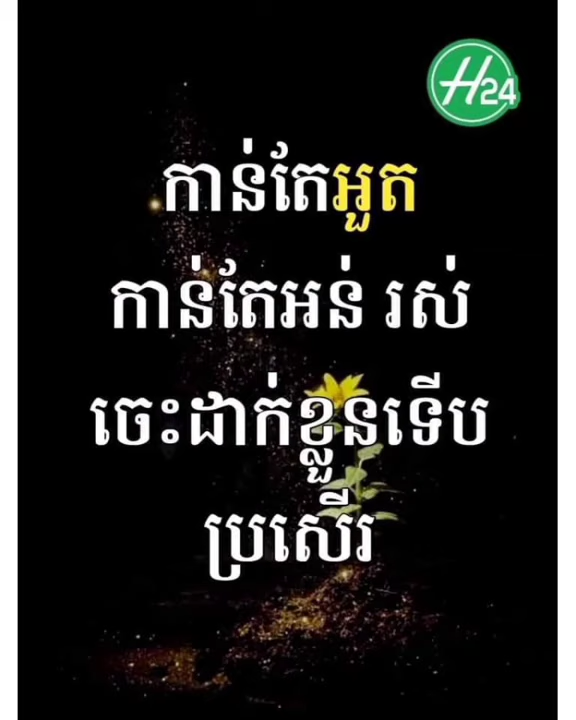 H24
កាន់តែអួត
កាន់តែអន់ រស់
ចេះដាក់ខ្លួនទើប
ប្រសើរ